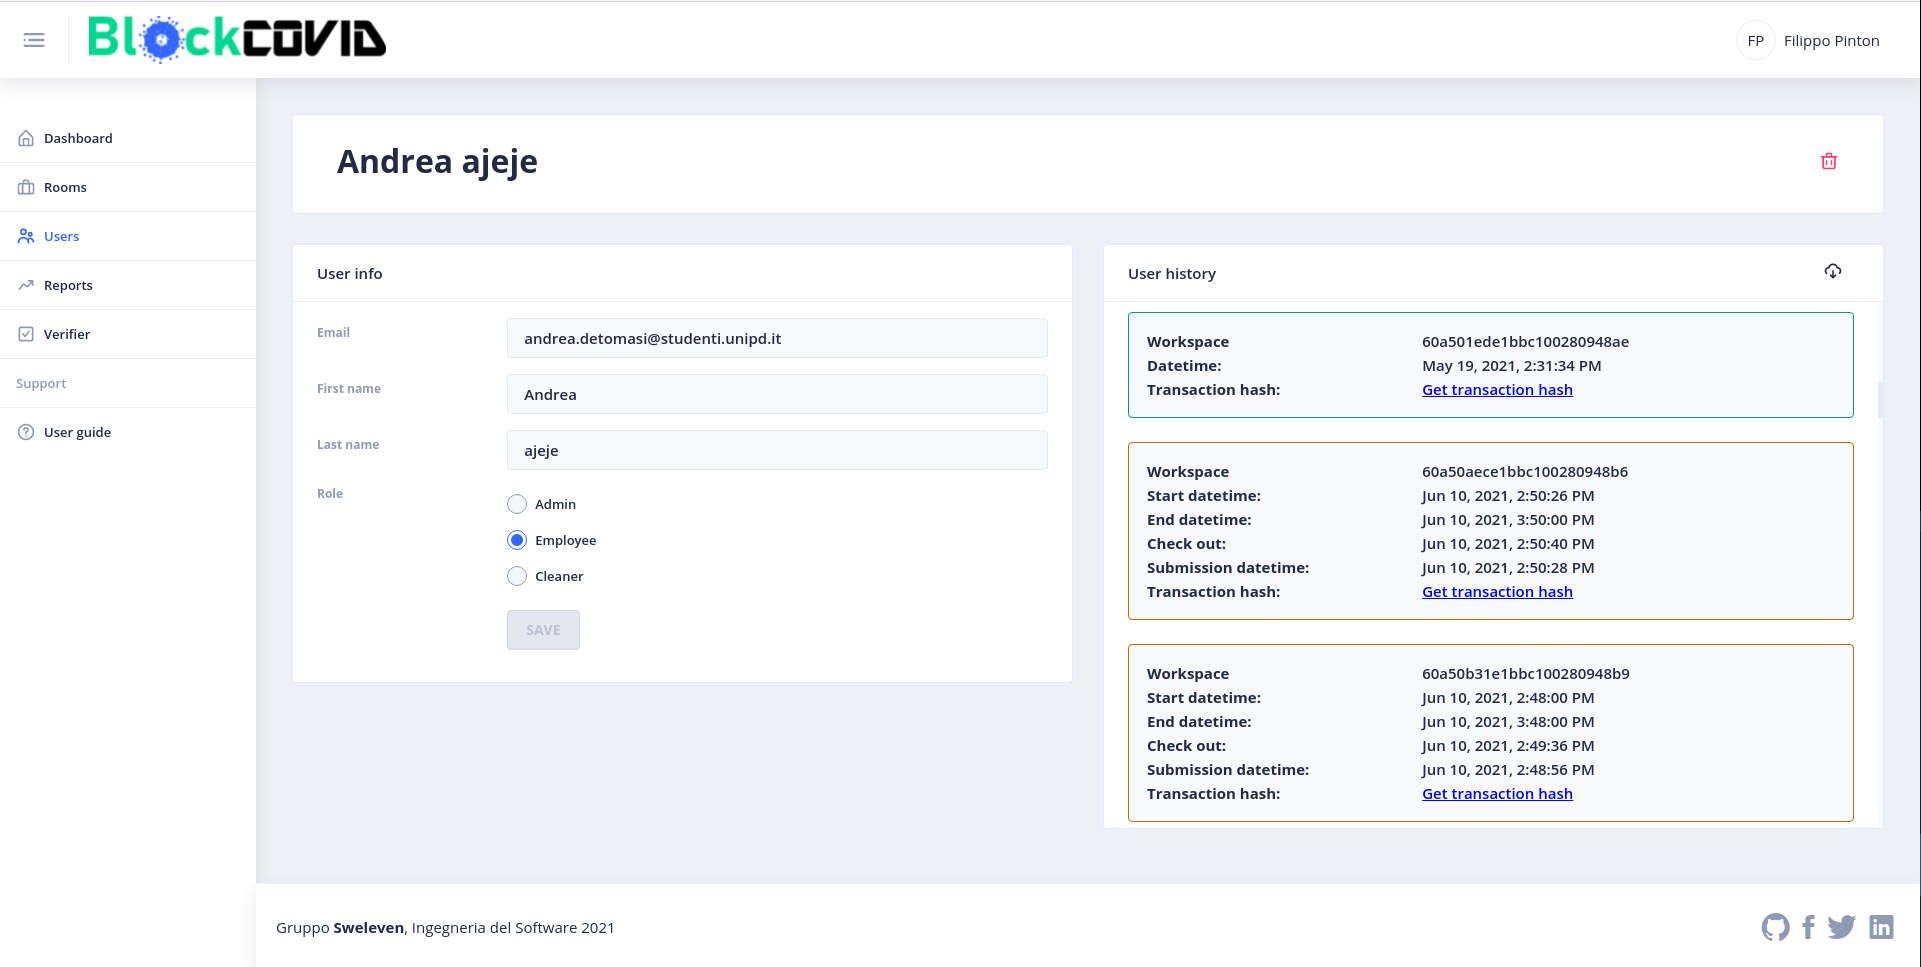 BlockCOVID
FP Filippo Pinton
Dashboard
Rooms
Users
Reports
Verifier
Support
User guide
Andrea ajeje
User info
Email andrea.detomasi@studenti.unipd.it
First name Andrea
Last name ajeje
Role
Admin
Employee
Cleaner
SAVE
User history
Workspace 60a501ede1bbc100280948ae
Datetime: May 19, 2021, 2:31:34 PM
Transaction hash: Get transaction hash
Workspace 60a50aece1bbc100280948b6
Start datetime: Jun 10, 2021, 2:50:26 PM
End datetime: Jun 10, 2021, 3:50:00 PM
Check out: Jun 10, 2021, 2:50:40 PM
Submission datetime: Jun 10, 2021, 2:50:28 PM
Transaction hash: Get transaction hash
Workspace 60a50b31e1bbc100280948b9
Start datetime: Jun 10, 2021, 2:48:00 PM
End datetime: Jun 10, 2021, 3:48:00 PM
Check out: Jun 10, 2021, 2:49:36 PM
Submission datetime: Jun 10, 2021, 2:48:56 PM
Transaction hash: Get transaction hash
Gruppo Sweleven, Ingegneria del Software 2021